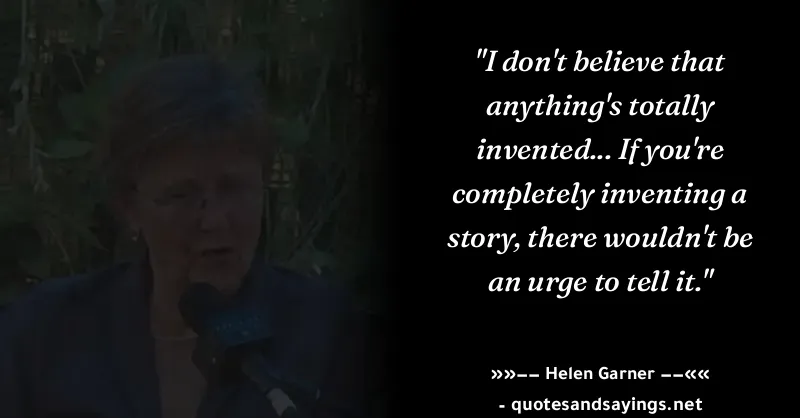 "I don't believe that
anything's totally
invented... If you're
completely inventing a
story, there wouldn't be
an urge to tell it."
»»–– Helen Garner ––««
- quotesandsayings.net